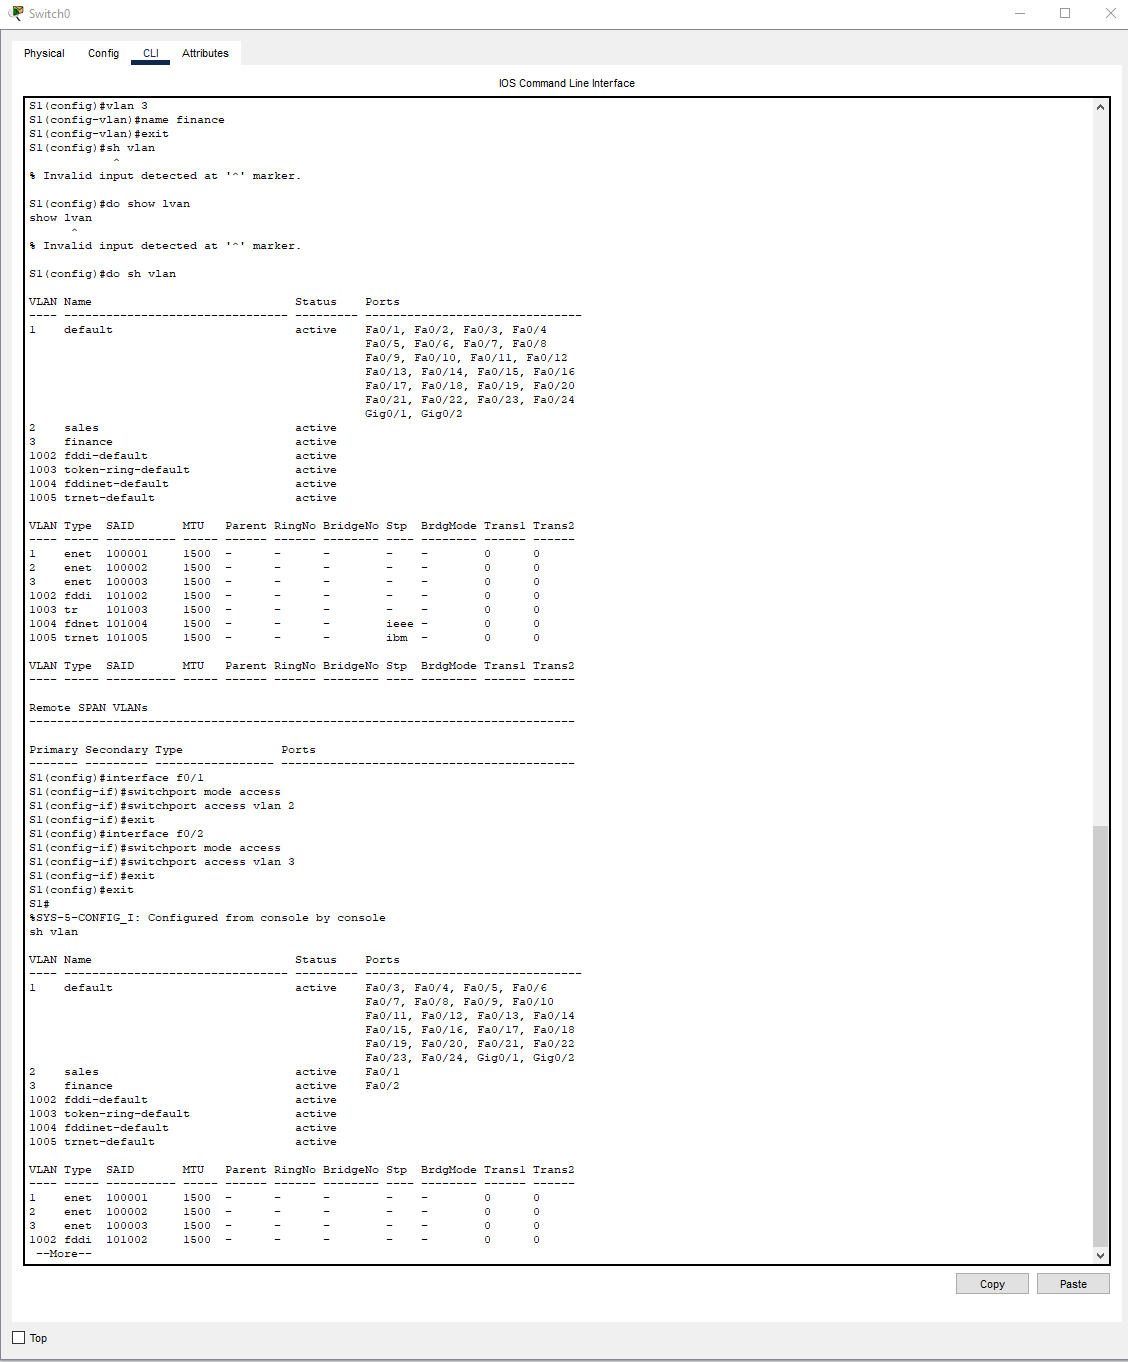 Switch0
Physical Config CLI Attributes
IOS Command Line Interface
S1(config)#vlan 3
S1(config-vlan)#name finance
S1(config-vlan)#exit
S1(config)#sh vlan
            ^
% Invalid input detected at '^' marker.
S1(config)#do show lvan
show lvan
      ^
% Invalid input detected at '^' marker.
S1(config)#do sh vlan
VLAN Name                             Status    Ports
---- -------------------------------- --------- -------------------------------
1    default                          active    Fa0/1, Fa0/2, Fa0/3, Fa0/4
                                                Fa0/5, Fa0/6, Fa0/7, Fa0/8
                                                Fa0/9, Fa0/10, Fa0/11, Fa0/12
                                                Fa0/13, Fa0/14, Fa0/15, Fa0/16
                                                Fa0/17, Fa0/18, Fa0/19, Fa0/20
                                                Fa0/21, Fa0/22, Fa0/23, Fa0/24
                                                Gig0/1, Gig0/2
2    sales                            active
3    finance                          active
1002 fddi-default                     active
1003 token-ring-default               active
1004 fddinet-default                  active
1005 trnet-default                    active
VLAN Type  SAID       MTU   Parent RingNo BridgeNo Stp  BrdgMode Trans1 Trans2
---- ----- ---------- ----- ------ ------ -------- ---- -------- ------ ------
1    enet  100001     1500  -      -      -        -    -        0      0
2    enet  100002     1500  -      -      -        -    -        0      0
3    enet  100003     1500  -      -      -        -    -        0      0
1002 fddi  101002     1500  -      -      -        -    -        0      0
1003 tr    101003     1500  -      -      -        -    -        0      0
1004 fdnet 101004     1500  -      -      -        ieee -        0      0
1005 trnet 101005     1500  -      -      -        ibm  -        0      0
VLAN Type  SAID       MTU   Parent RingNo BridgeNo Stp  BrdgMode Trans1 Trans2
---- ----- ---------- ----- ------ ------ -------- ---- -------- ------ ------
Remote SPAN VLANs
------------------------------------------------------------------------------
Primary Secondary Type              Ports
------- --------- ----------------- ------------------------------------------
S1(config)#interface f0/1
S1(config-if)#switchport mode access
S1(config-if)#switchport access vlan 2
S1(config-if)#exit
S1(config)#interface f0/2
S1(config-if)#switchport mode access
S1(config-if)#switchport access vlan 3
S1(config-if)#exit
S1(config)#exit
S1#
%SYS-5-CONFIG_I: Configured from console by console
sh vlan
VLAN Name                             Status    Ports
---- -------------------------------- --------- -------------------------------
1    default                          active    Fa0/3, Fa0/4, Fa0/5, Fa0/6
                                                Fa0/7, Fa0/8, Fa0/9, Fa0/10
                                                Fa0/11, Fa0/12, Fa0/13, Fa0/14
                                                Fa0/15, Fa0/16, Fa0/17, Fa0/18
                                                Fa0/19, Fa0/20, Fa0/21, Fa0/22
                                                Fa0/23, Fa0/24, Gig0/1, Gig0/2
2    sales                            active    Fa0/1
3    finance                          active    Fa0/2
1002 fddi-default                     active
1003 token-ring-default               active
1004 fddinet-default                  active
1005 trnet-default                    active
VLAN Type  SAID       MTU   Parent RingNo BridgeNo Stp  BrdgMode Trans1 Trans2
---- ----- ---------- ----- ------ ------ -------- ---- -------- ------ ------
1    enet  100001     1500  -      -      -        -    -        0      0
2    enet  100002     1500  -      -      -        -    -        0      0
3    enet  100003     1500  -      -      -        -    -        0      0
1002 fddi  101002     1500  -      -      -        -    -        0      0
 --More--
Copy Paste
Top